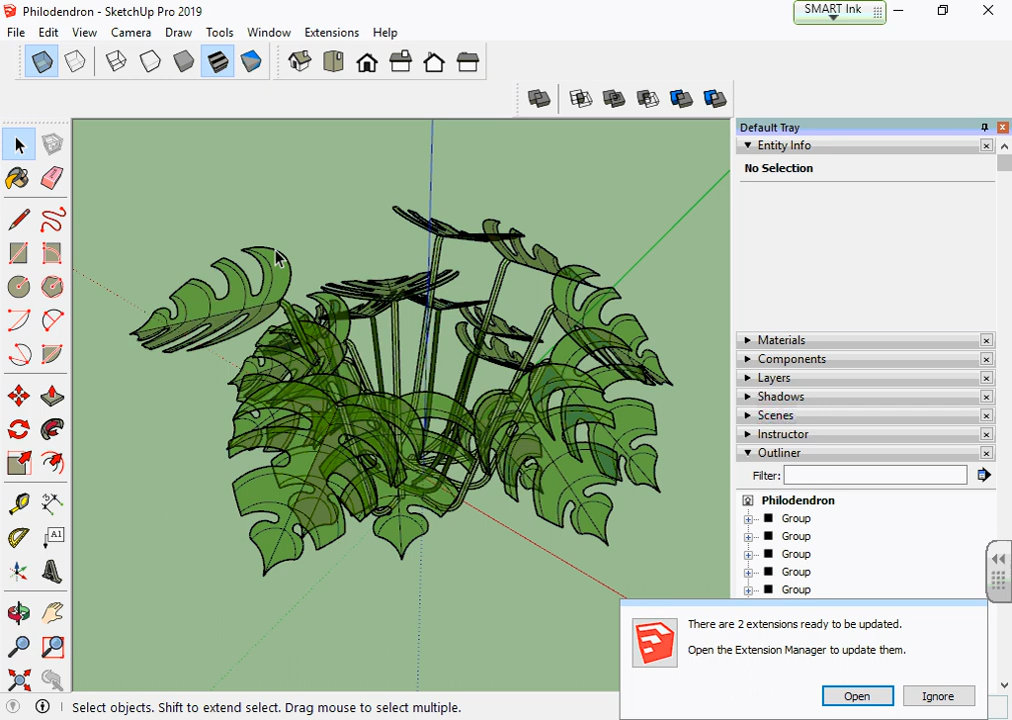 Philodendron - SketchUp Pro 2019
SMART Ink
File Edit View Camera Draw Tools Window Extensions Help
Default Tray
Entity Info
No Selection
Materials
Components
Layers
Shadows
Scenes
Instructor
Outliner
Filter:
Philodendron
Group
Group
Group
Group
Group
A1
There are 2 extensions ready to be updated.
Open the Extension Manager to update them.
Open Ignore
Select objects. Shift to extend select. Drag mouse to select multiple.